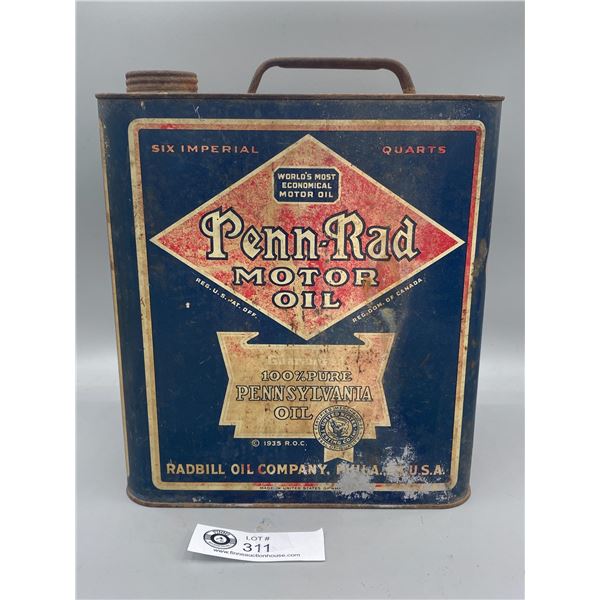 SIX IMPERIAL QUARTS
WORLD'S MOST
ECONOMICAL
MOTOR OIL
Penn-Rad
MOTOR
OIL
REG. U.S. PAT. OFF.
REG. DOM. OF CANADA.
100% PURE
PENNSYLVANIA
OIL
© 1935 R.O.C.
RADBILL OIL COMPANY, PHILA., U.S.A.
MADE IN UNITED STATES OF
LOT #
311
www.finnsauctionhouse.com